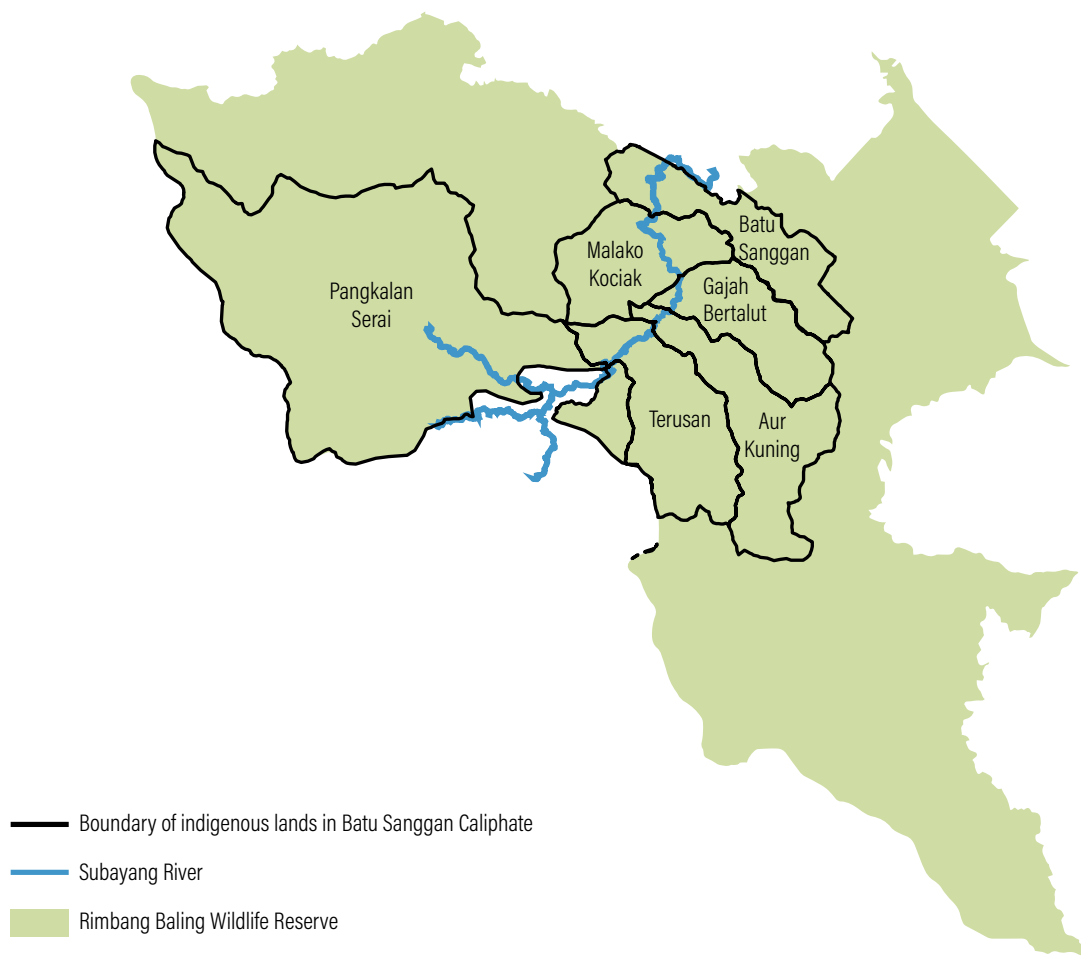 Batu
Sanggan
Malako
Kociak
Gajah
Bertalut
Pangkalan
Serai
Terusan
Aur
Kuning
Boundary of indigenous lands in Batu Sanggan Caliphate
Subayang River
Rimbang Baling Wildlife Reserve